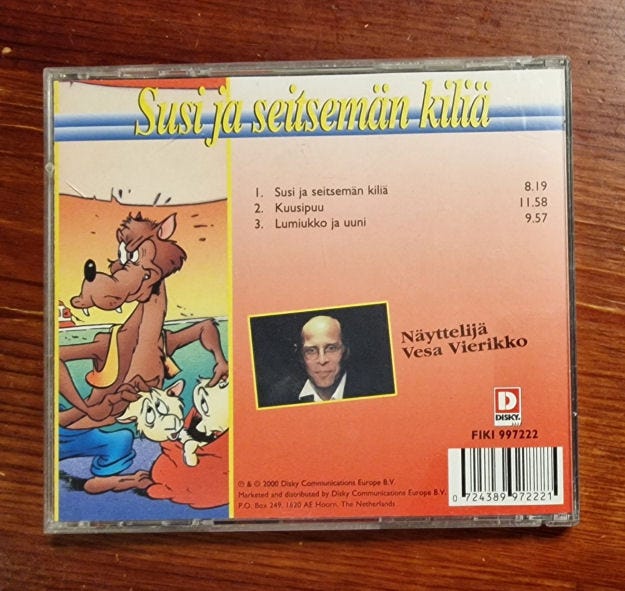 Susi ja seitsemän kiliä
1. Susi ja seitsemän kiliä 8.19
2. Kuusipuu 11.58
3. Lumiukko ja uuni 9.57
Näyttelijä
Vesa Vierikko
D
DISKY
FIKI 997222
℗ & © 2000 Disky Communications Europe B.V.
Marketed and distributed by Disky Communications Europe B.V.
P.O. Box 249, 1620 AE Hoorn, The Netherlands
0 724389 972221